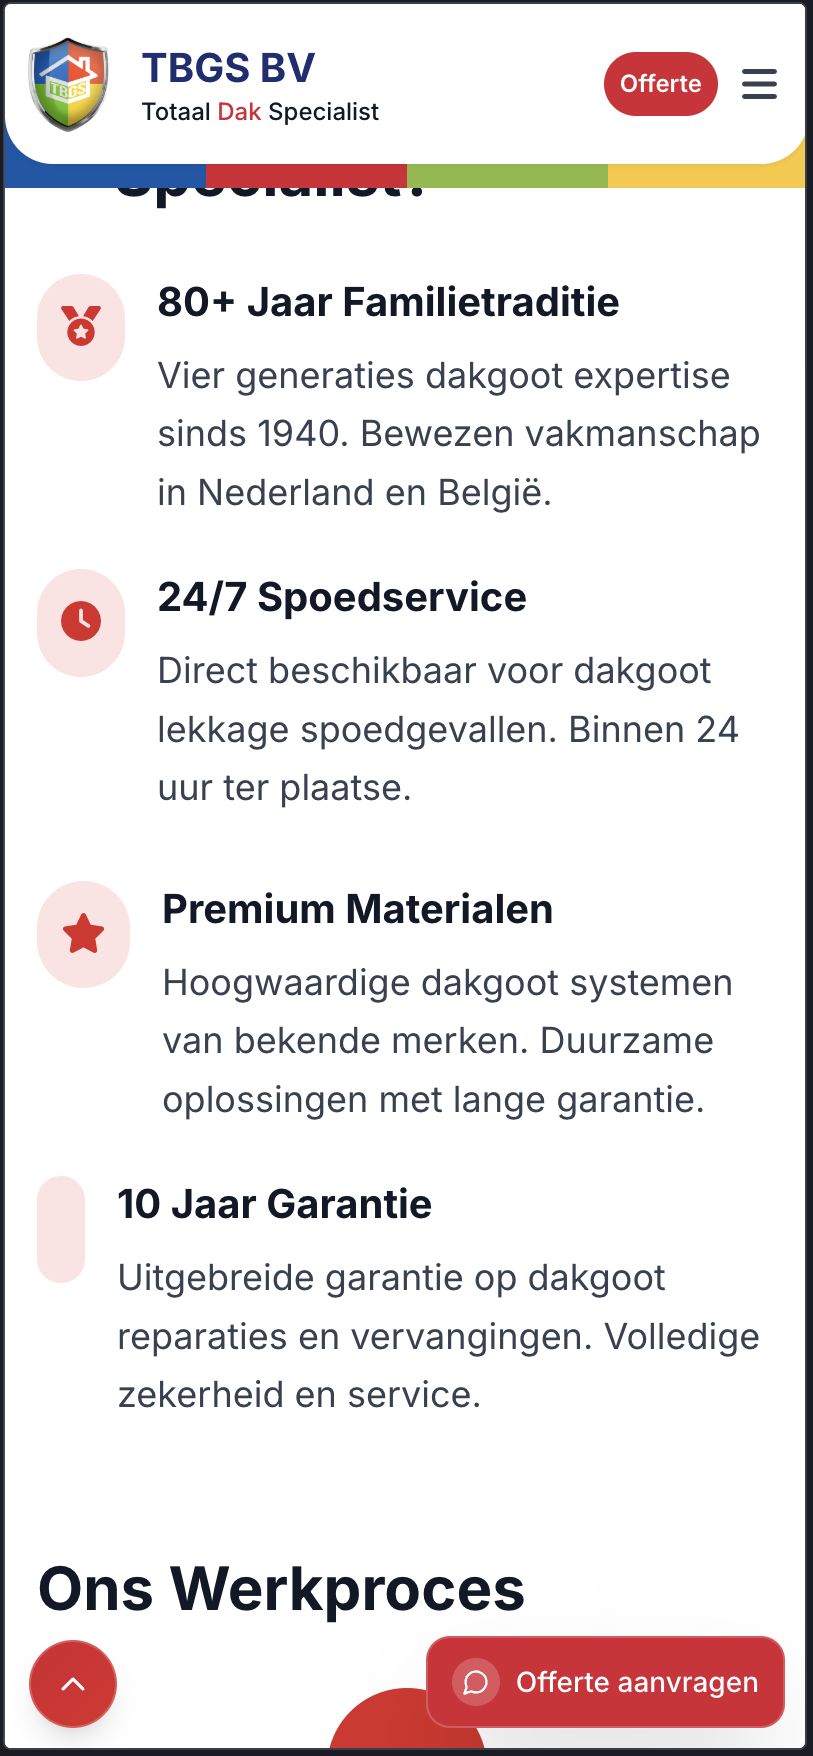 TBGS BV
Totaal Dak Specialist
TBGS
Offerte
Specialist?
80+ Jaar Familietraditie
Vier generaties dakgoot expertise
sinds 1940. Bewezen vakmanschap
in Nederland en België.
24/7 Spoedservice
Direct beschikbaar voor dakgoot
lekkage spoedgevallen. Binnen 24
uur ter plaatse.
Premium Materialen
Hoogwaardige dakgoot systemen
van bekende merken. Duurzame
oplossingen met lange garantie.
10 Jaar Garantie
Uitgebreide garantie op dakgoot
reparaties en vervangingen. Volledige
zekerheid en service.
Ons Werkproces
Offerte aanvragen